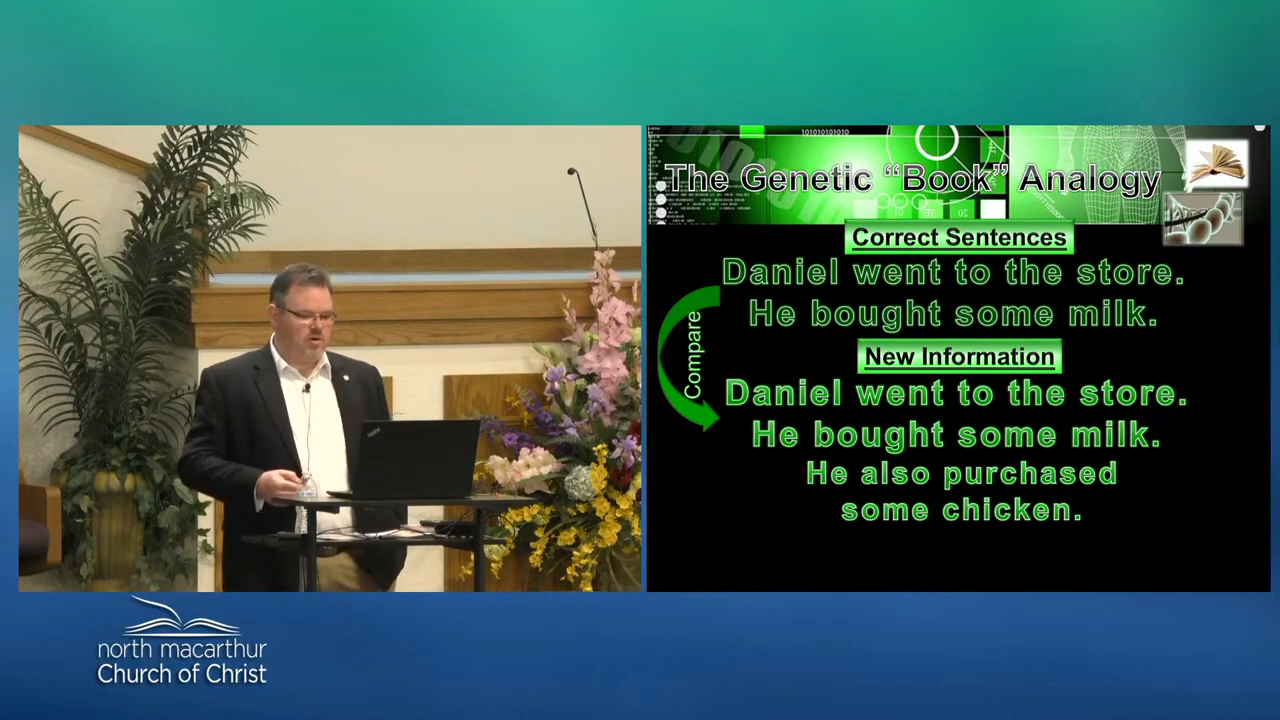 101010101010
The Genetic “Book” Analogy
Correct Sentences
Daniel went to the store.
He bought some milk.
Compare
New Information
Daniel went to the store.
He bought some milk.
He also purchased
some chicken.
north macarthur
Church of Christ